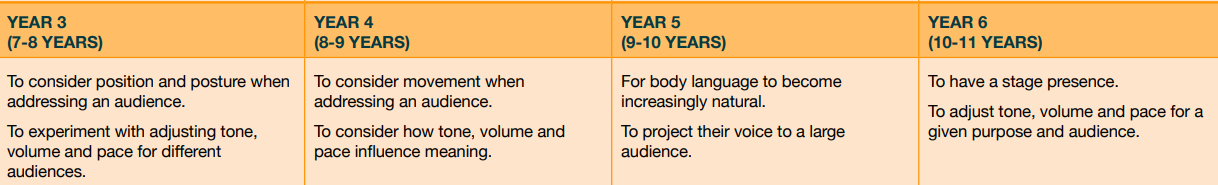 YEAR 3
(7-8 YEARS)
To consider position and posture when
addressing an audience.
To experiment with adjusting tone,
volume and pace for different
audiences.
YEAR 4
(8-9 YEARS)
To consider movement when
addressing an audience.
To consider how tone, volume and
pace influence meaning.
YEAR 5
(9-10 YEARS)
For body language to become
increasingly natural.
To project their voice to a large
audience.
YEAR 6
(10-11 YEARS)
To have a stage presence.
To adjust tone, volume and pace for a
given purpose and audience.